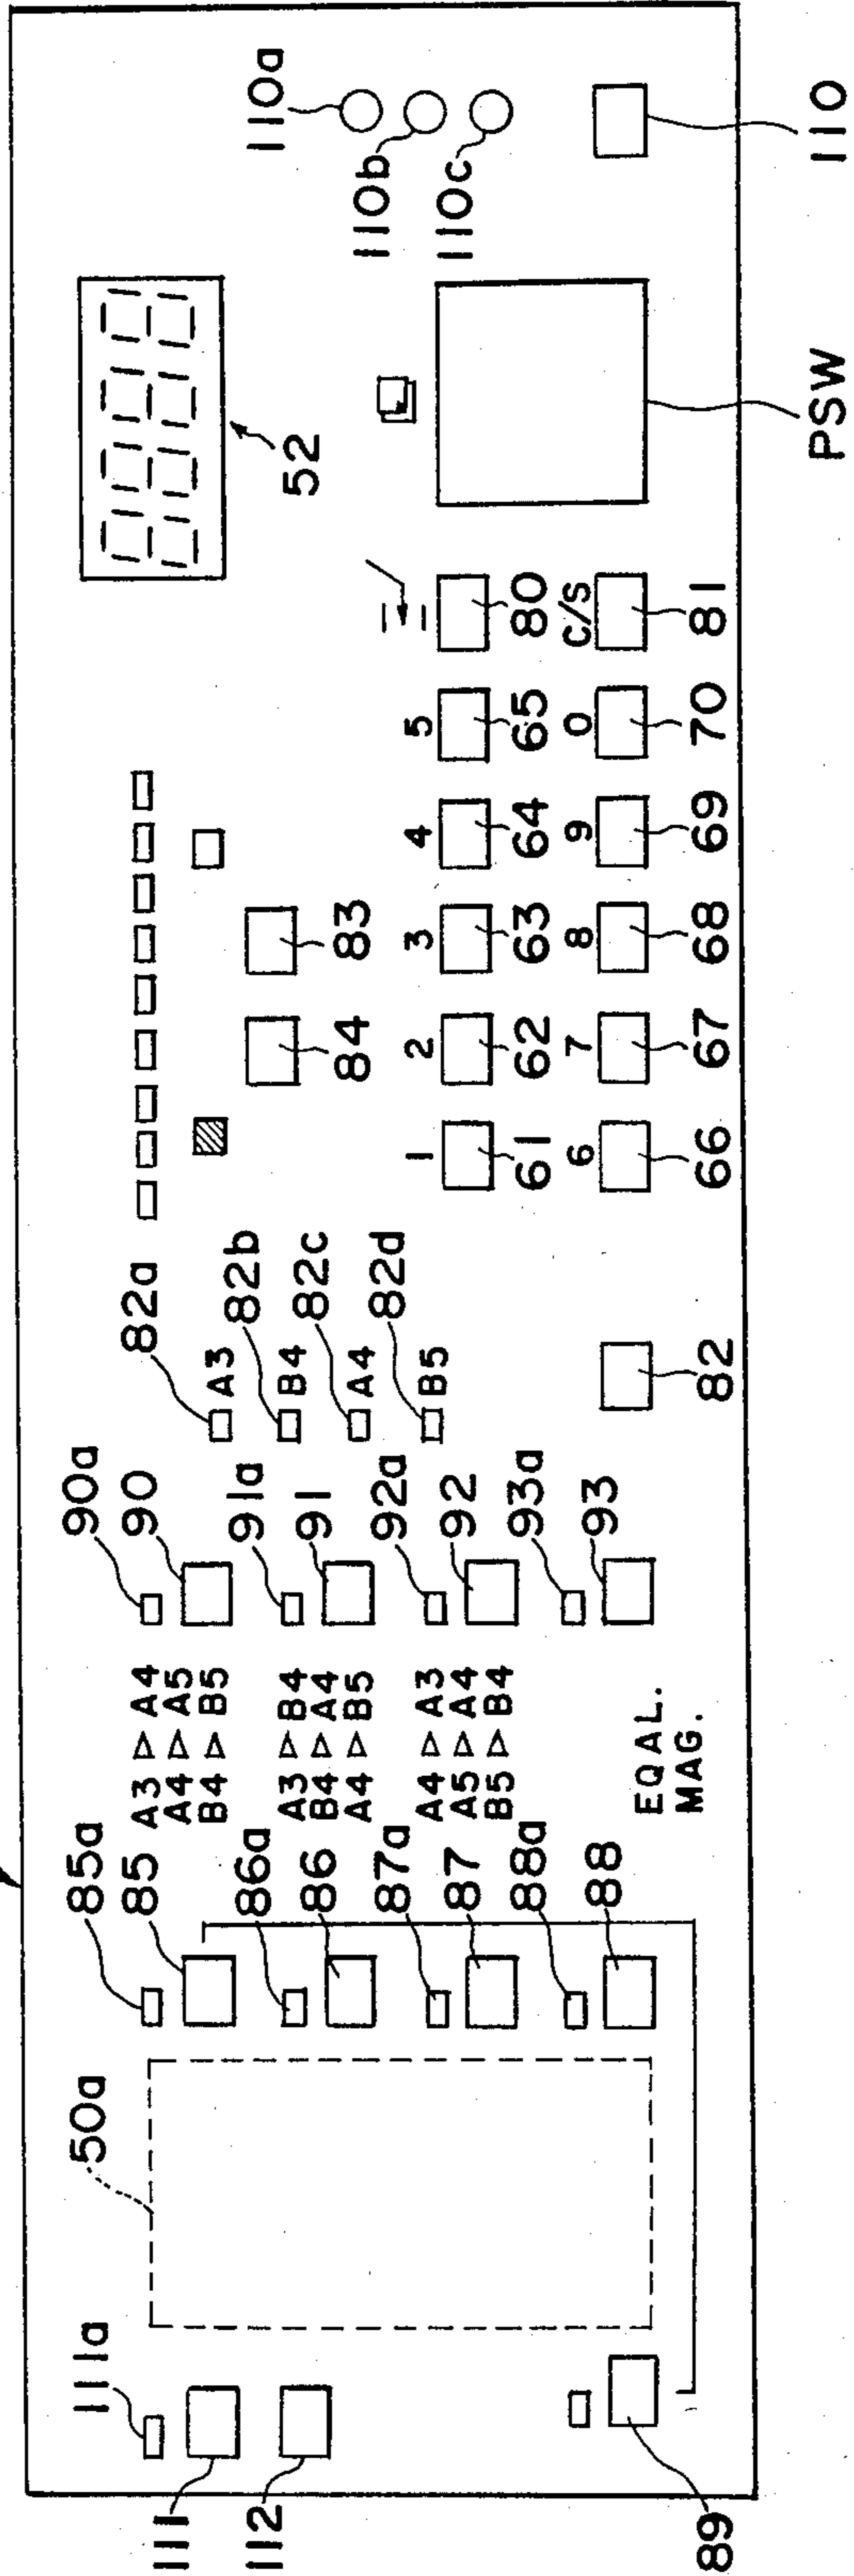 111a
111
112
89
50a
85a
85
86a
86
87a
87
88a
88
A3 ▷ A4
A4 ▷ A5
B4 ▷ B5
A3 ▷ B4
B4 ▷ A4
A4 ▷ B5
A4 ▷ A3
A5 ▷ A4
B5 ▷ B4
EQAL.
MAG.
90a
90
91a
91
92a
92
93a
93
82a
A3
82b
B4
82c
A4
82d
B5
82
84
83
1 2 3 4 5
61 62 63 64 65 80
6 7 8 9 0 C/S
66 67 68 69 70 81
52
PSW
110a
110b
110c
110